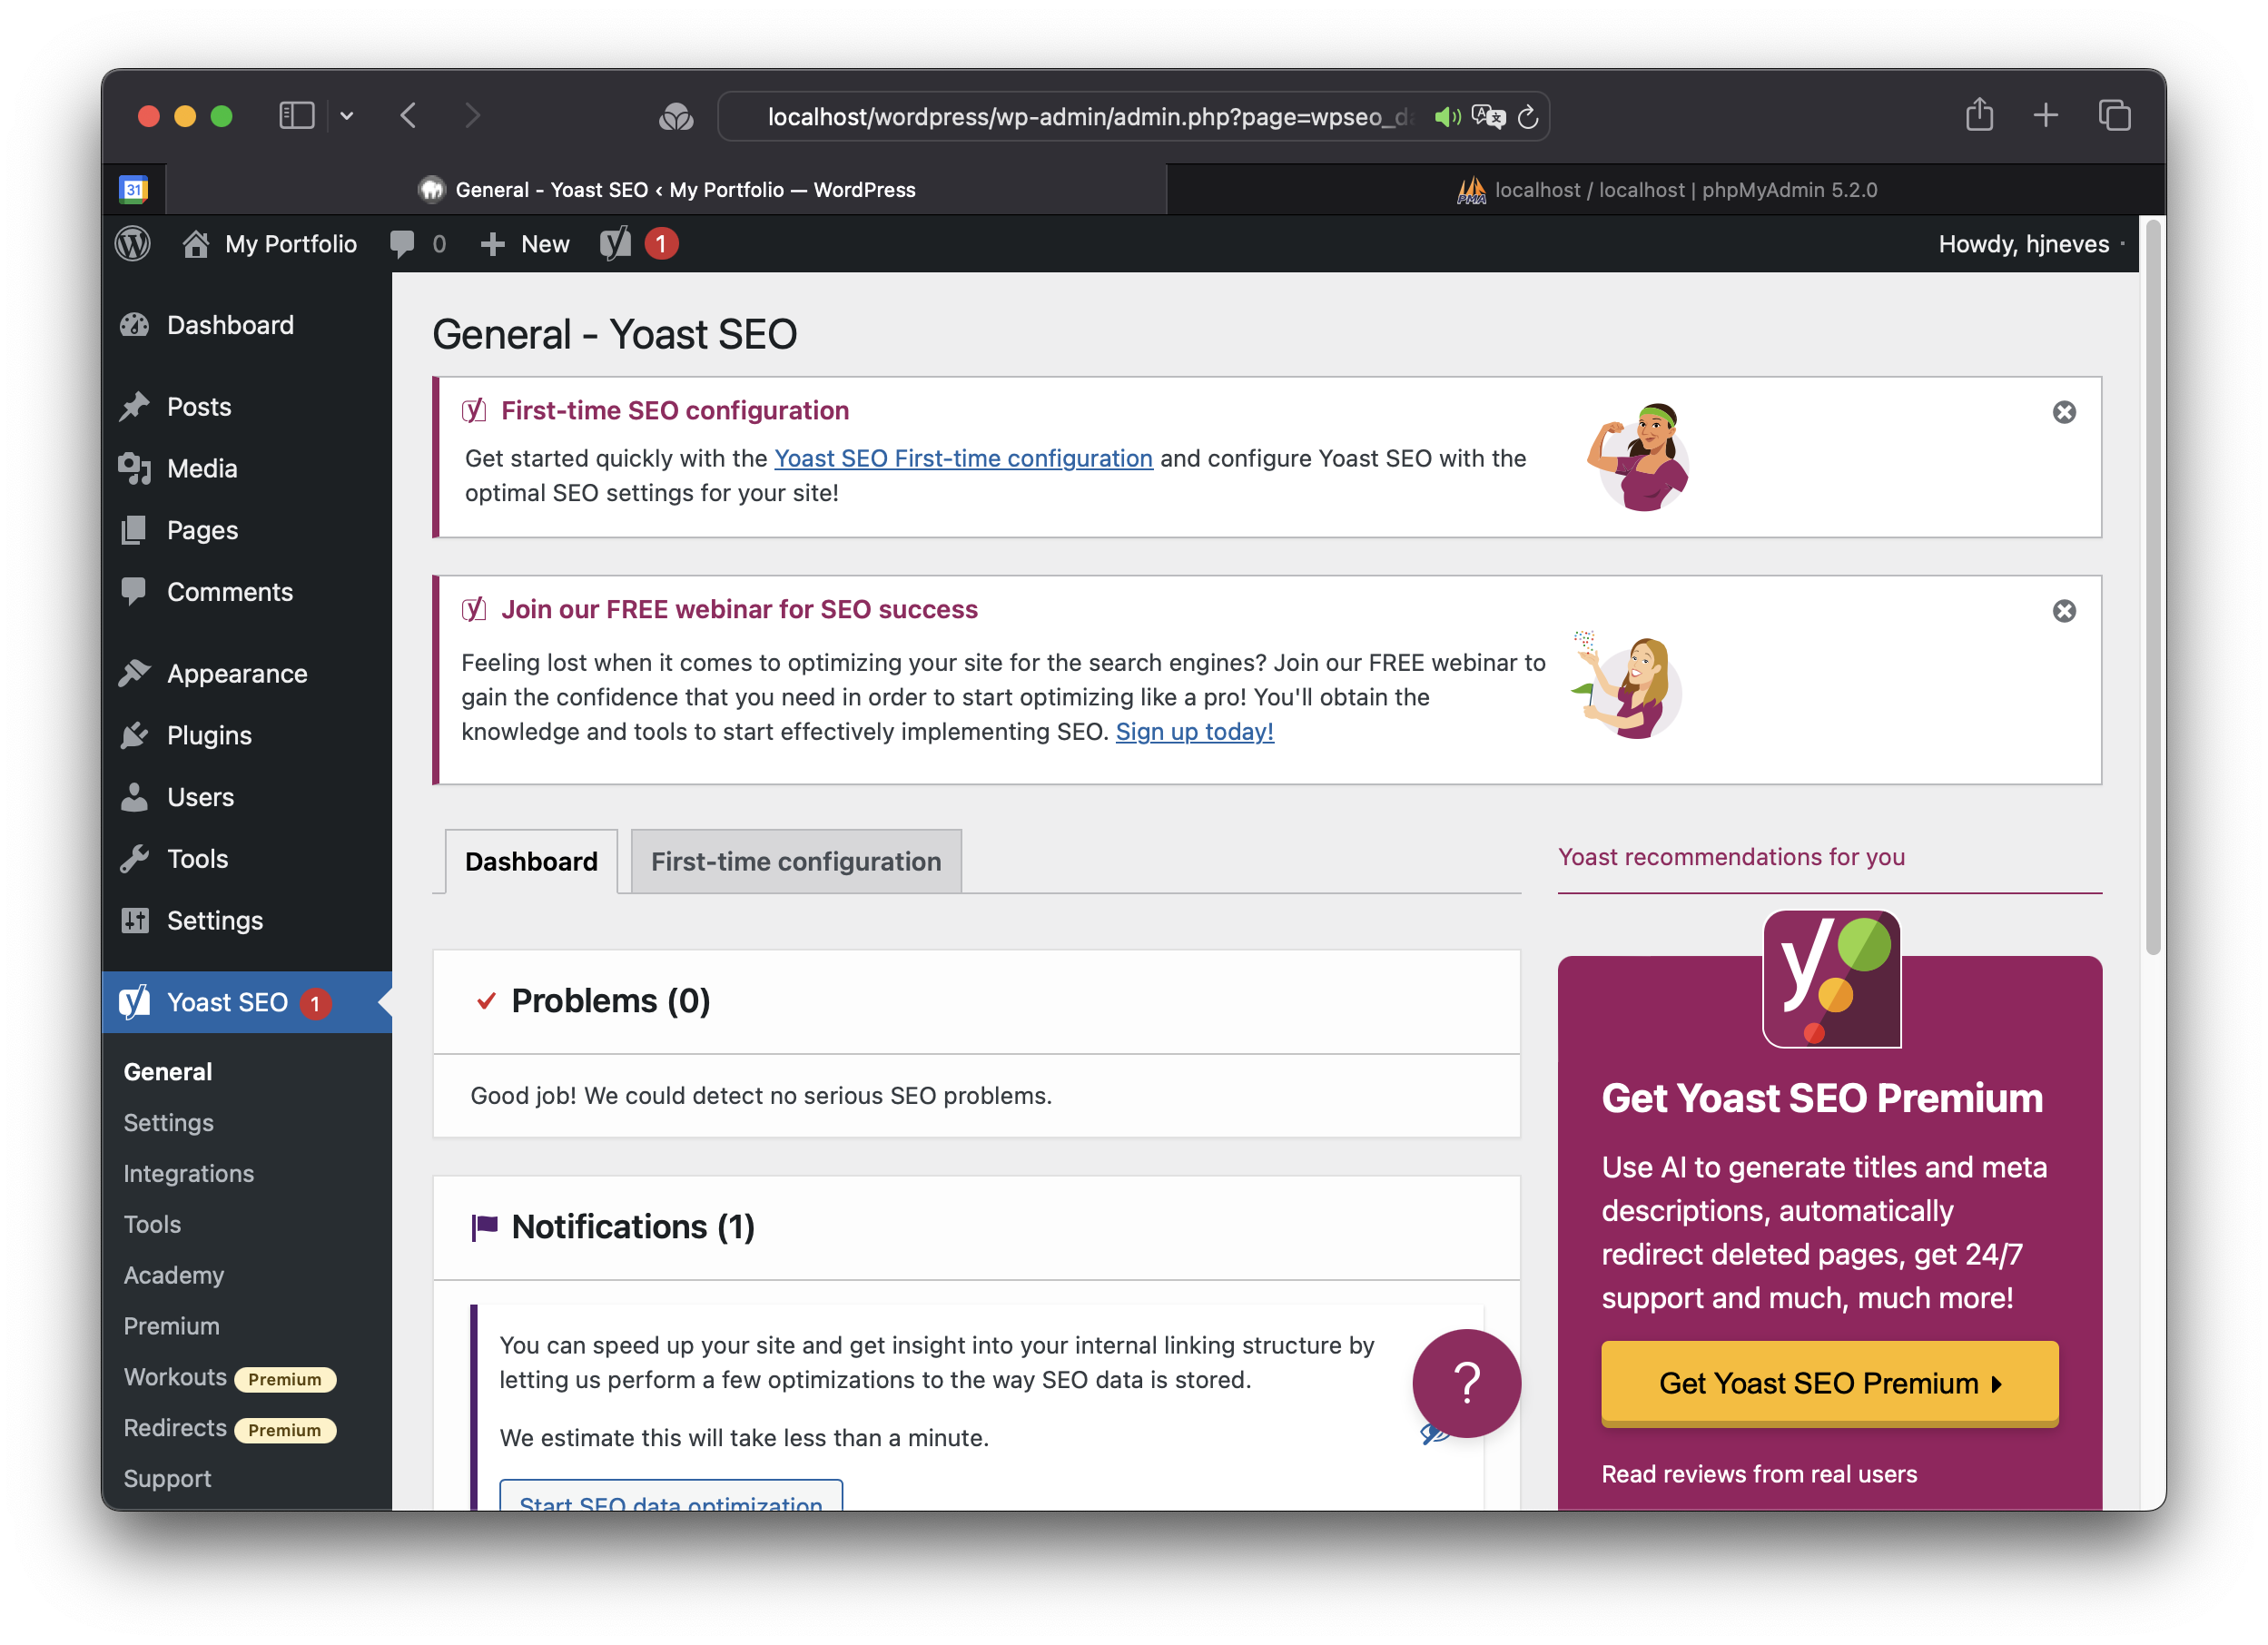 localhost/wordpress/wp-admin/admin.php?page=wpseo_da
31
General - Yoast SEO ‹ My Portfolio — WordPress
localhost / localhost | phpMyAdmin 5.2.0
My Portfolio
0
New
1
Howdy, hjneves
Dashboard
Posts
Media
Pages
Comments
Appearance
Plugins
Users
Tools
Settings
Yoast SEO 1
General
Settings
Integrations
Tools
Academy
Premium
Workouts Premium
Redirects Premium
Support
General - Yoast SEO
First-time SEO configuration
Get started quickly with the Yoast SEO First-time configuration and configure Yoast SEO with the
optimal SEO settings for your site!
Join our FREE webinar for SEO success
Feeling lost when it comes to optimizing your site for the search engines? Join our FREE webinar to
gain the confidence that you need in order to start optimizing like a pro! You'll obtain the
knowledge and tools to start effectively implementing SEO. Sign up today!
Dashboard
First-time configuration
Problems (0)
Good job! We could detect no serious SEO problems.
Notifications (1)
You can speed up your site and get insight into your internal linking structure by
letting us perform a few optimizations to the way SEO data is stored.
We estimate this will take less than a minute.
Start SEO data optimization
?
Yoast recommendations for you
Get Yoast SEO Premium
Use AI to generate titles and meta
descriptions, automatically
redirect deleted pages, get 24/7
support and much, much more!
Get Yoast SEO Premium
Read reviews from real users